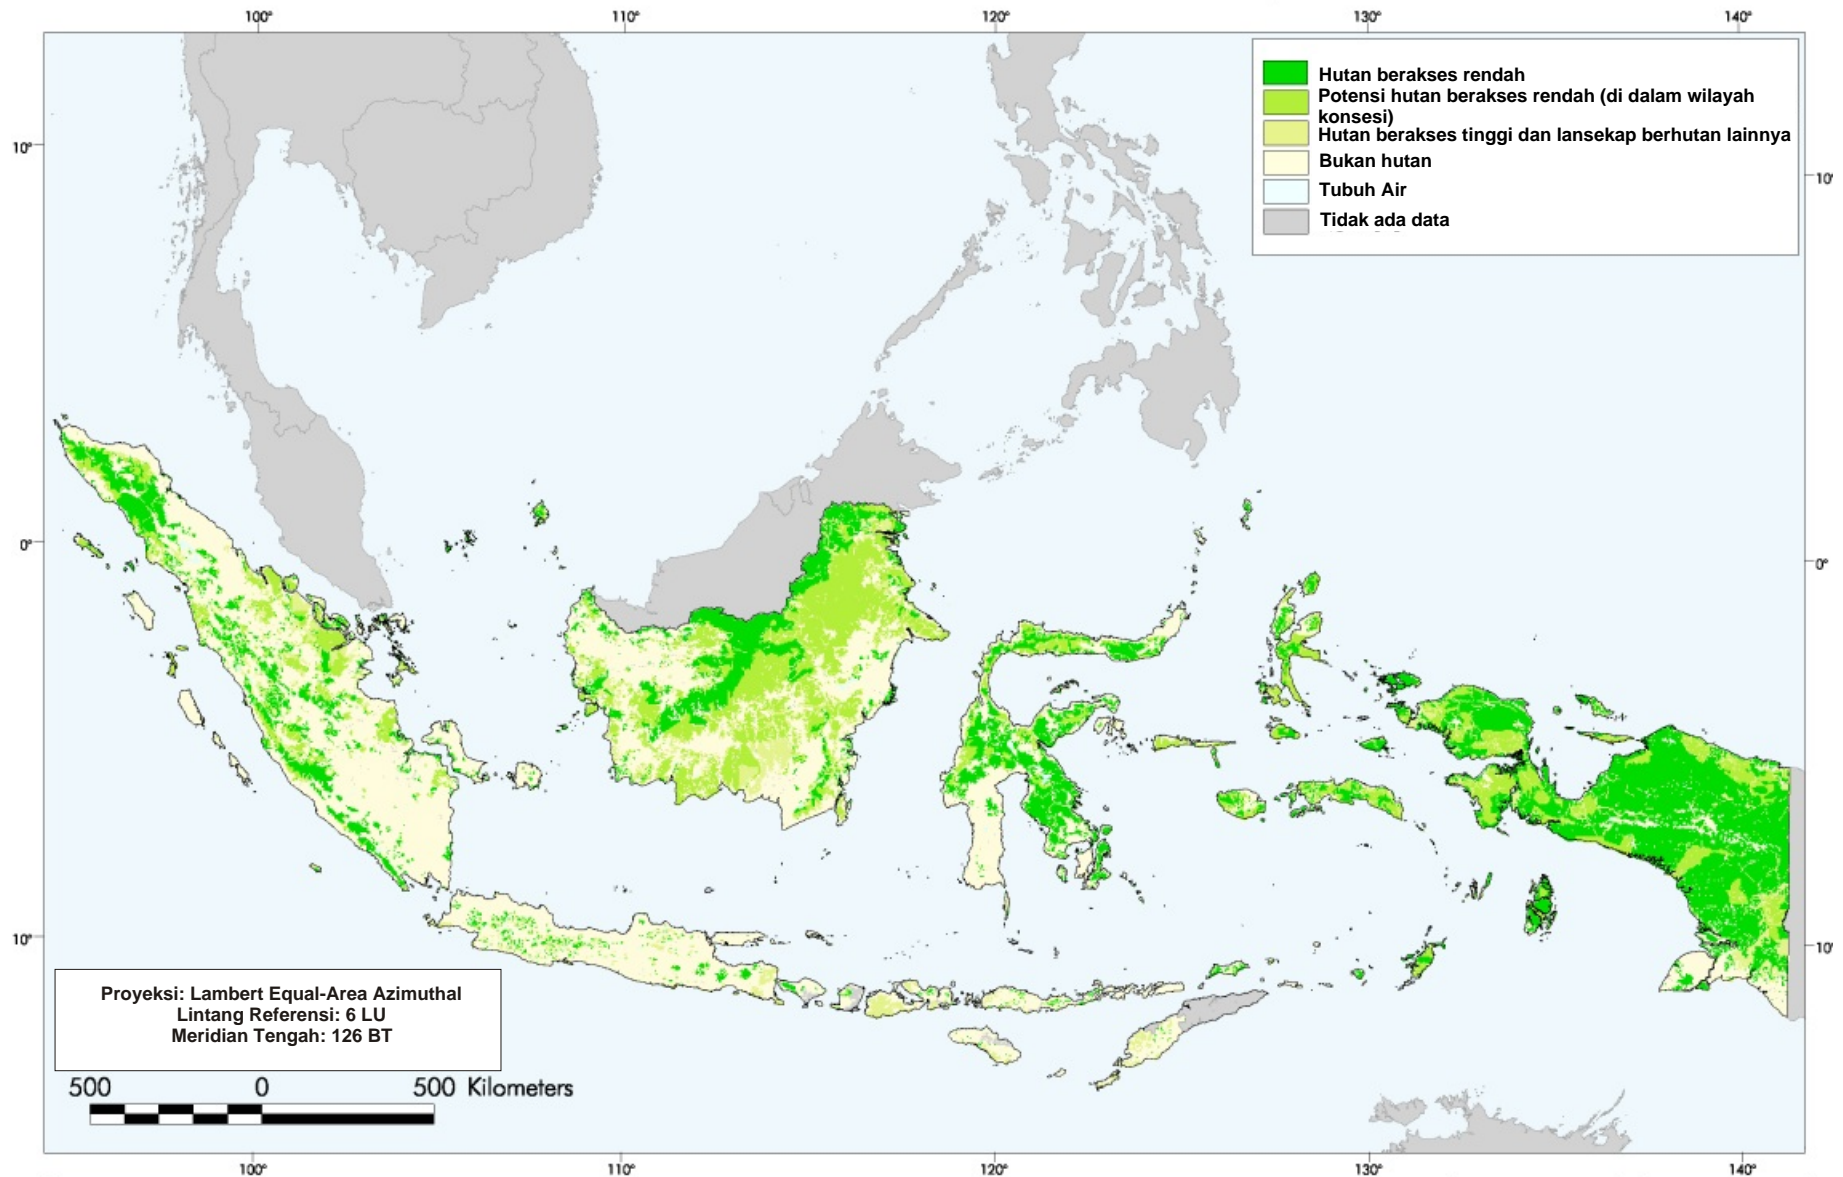 100°
110°
120°
130°
140°
Hutan berakses rendah
Potensi hutan berakses rendah (di dalam wilayah
konsesi)
Hutan berakses tinggi dan lansekap berhutan lainnya
Bukan hutan
Tubuh Air
Tidak ada data
10°
10°
0°
0°
10°
10°
Proyeksi: Lambert Equal-Area Azimuthal
Lintang Referensi: 6 LU
Meridian Tengah: 126 BT
500 0 500 Kilometers
100°
110°
120°
130°
140°